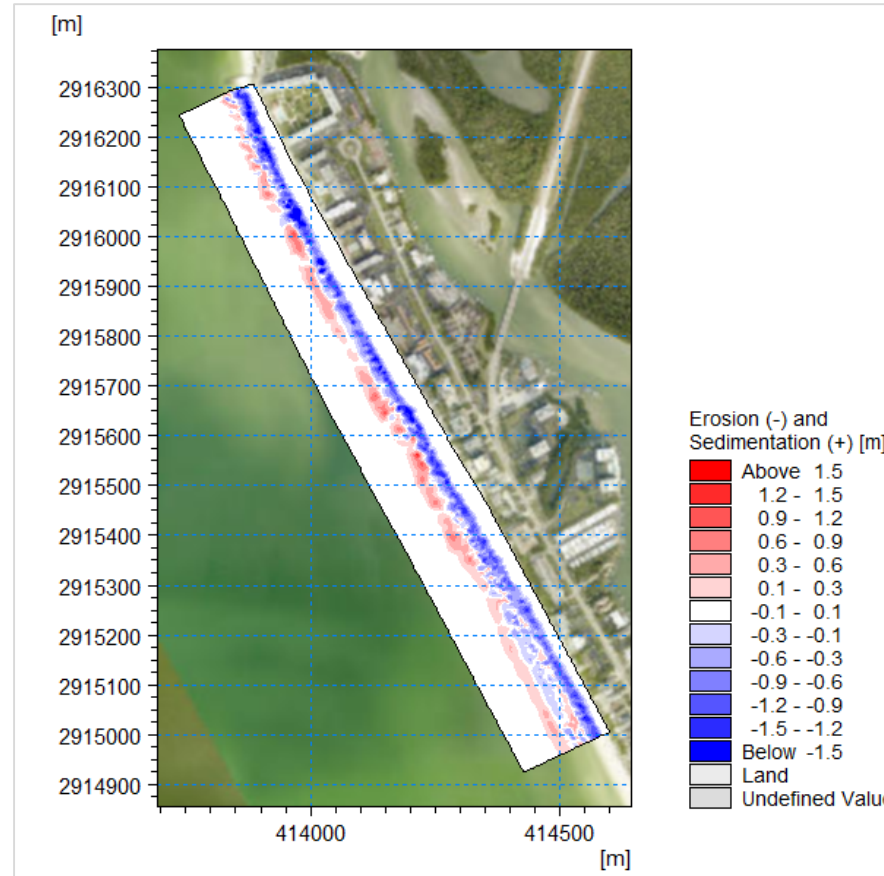 [m]
2916300
2916200
2916100
2916000
2915900
2915800
2915700
2915600
2915500
2915400
2915300
2915200
2915100
2915000
2914900
414000
414500
[m]
Erosion (-) and
Sedimentation (+) [m]
Above 1.5
1.2 - 1.5
0.9 - 1.2
0.6 - 0.9
0.3 - 0.6
0.1 - 0.3
-0.1 - 0.1
-0.3 - -0.1
-0.6 - -0.3
-0.9 - -0.6
-1.2 - -0.9
-1.5 - -1.2
Below -1.5
Land
Undefined Value